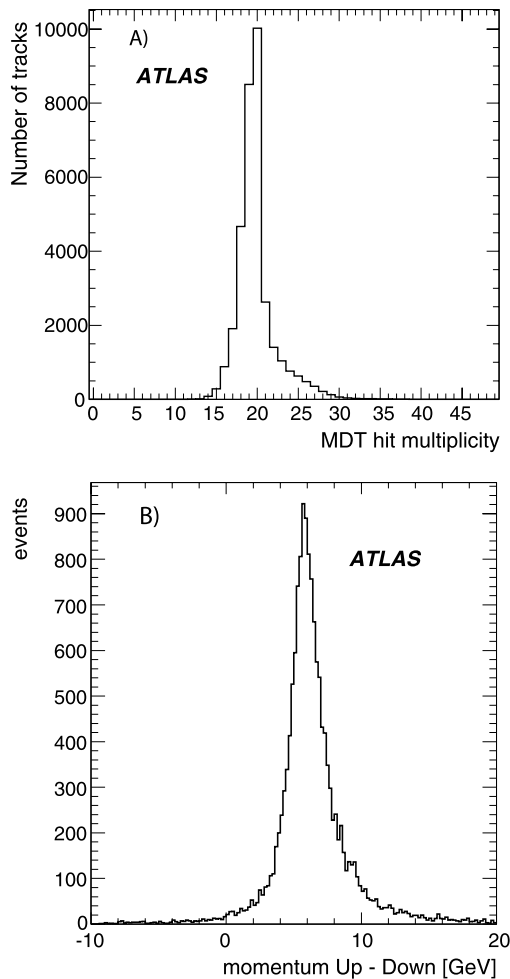 A)
ATLAS
Number of tracks
10000
8000
6000
4000
2000
0
0 5 10 15 20 25 30 35 40 45
MDT hit multiplicity
B)
ATLAS
events
900
800
700
600
500
400
300
200
100
0
-10 0 10 20
momentum Up - Down [GeV]